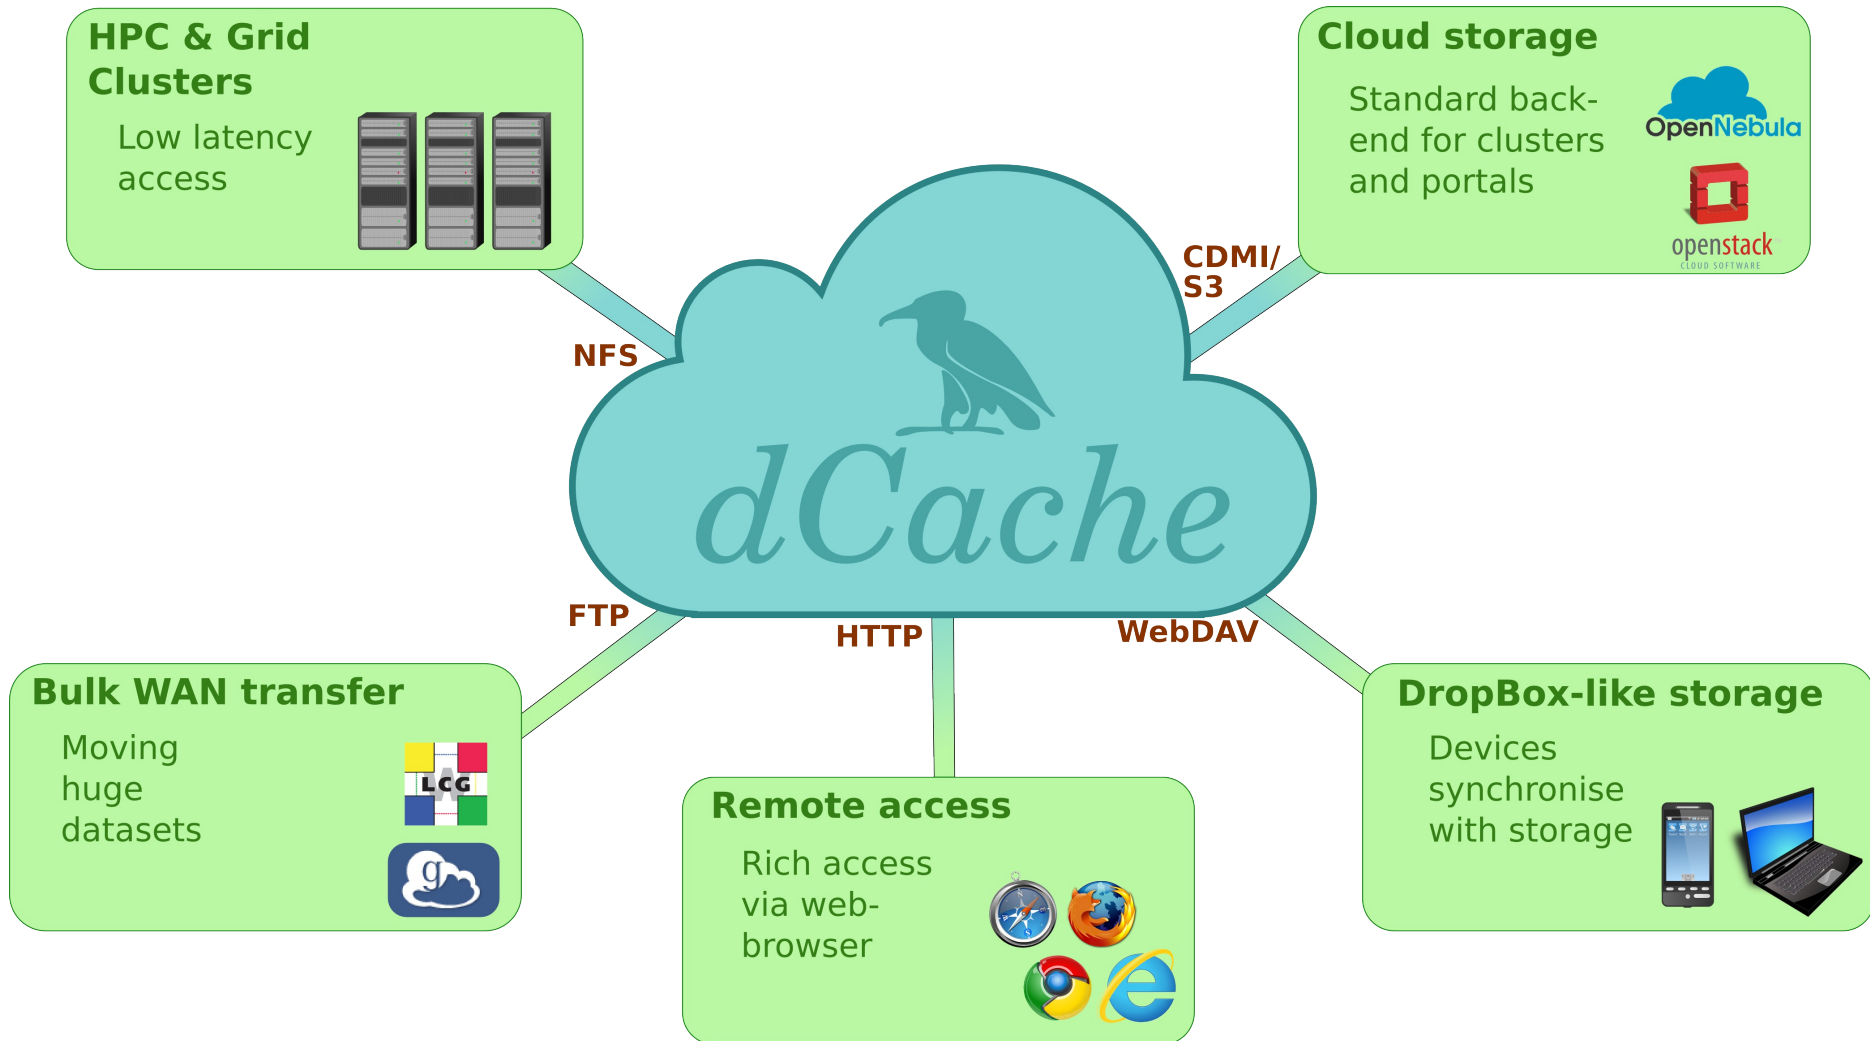 HPC & Grid
Clusters
Low latency
access
Cloud storage
Standard back-
end for clusters
and portals
OpenNebula
openstack
CLOUD SOFTWARE
CDMI/
S3
NFS
dCache
FTP
HTTP
WebDAV
Bulk WAN transfer
Moving
huge
datasets
W
LCG
g
Remote access
Rich access
via web-
browser
DropBox-like storage
Devices
synchronise
with storage